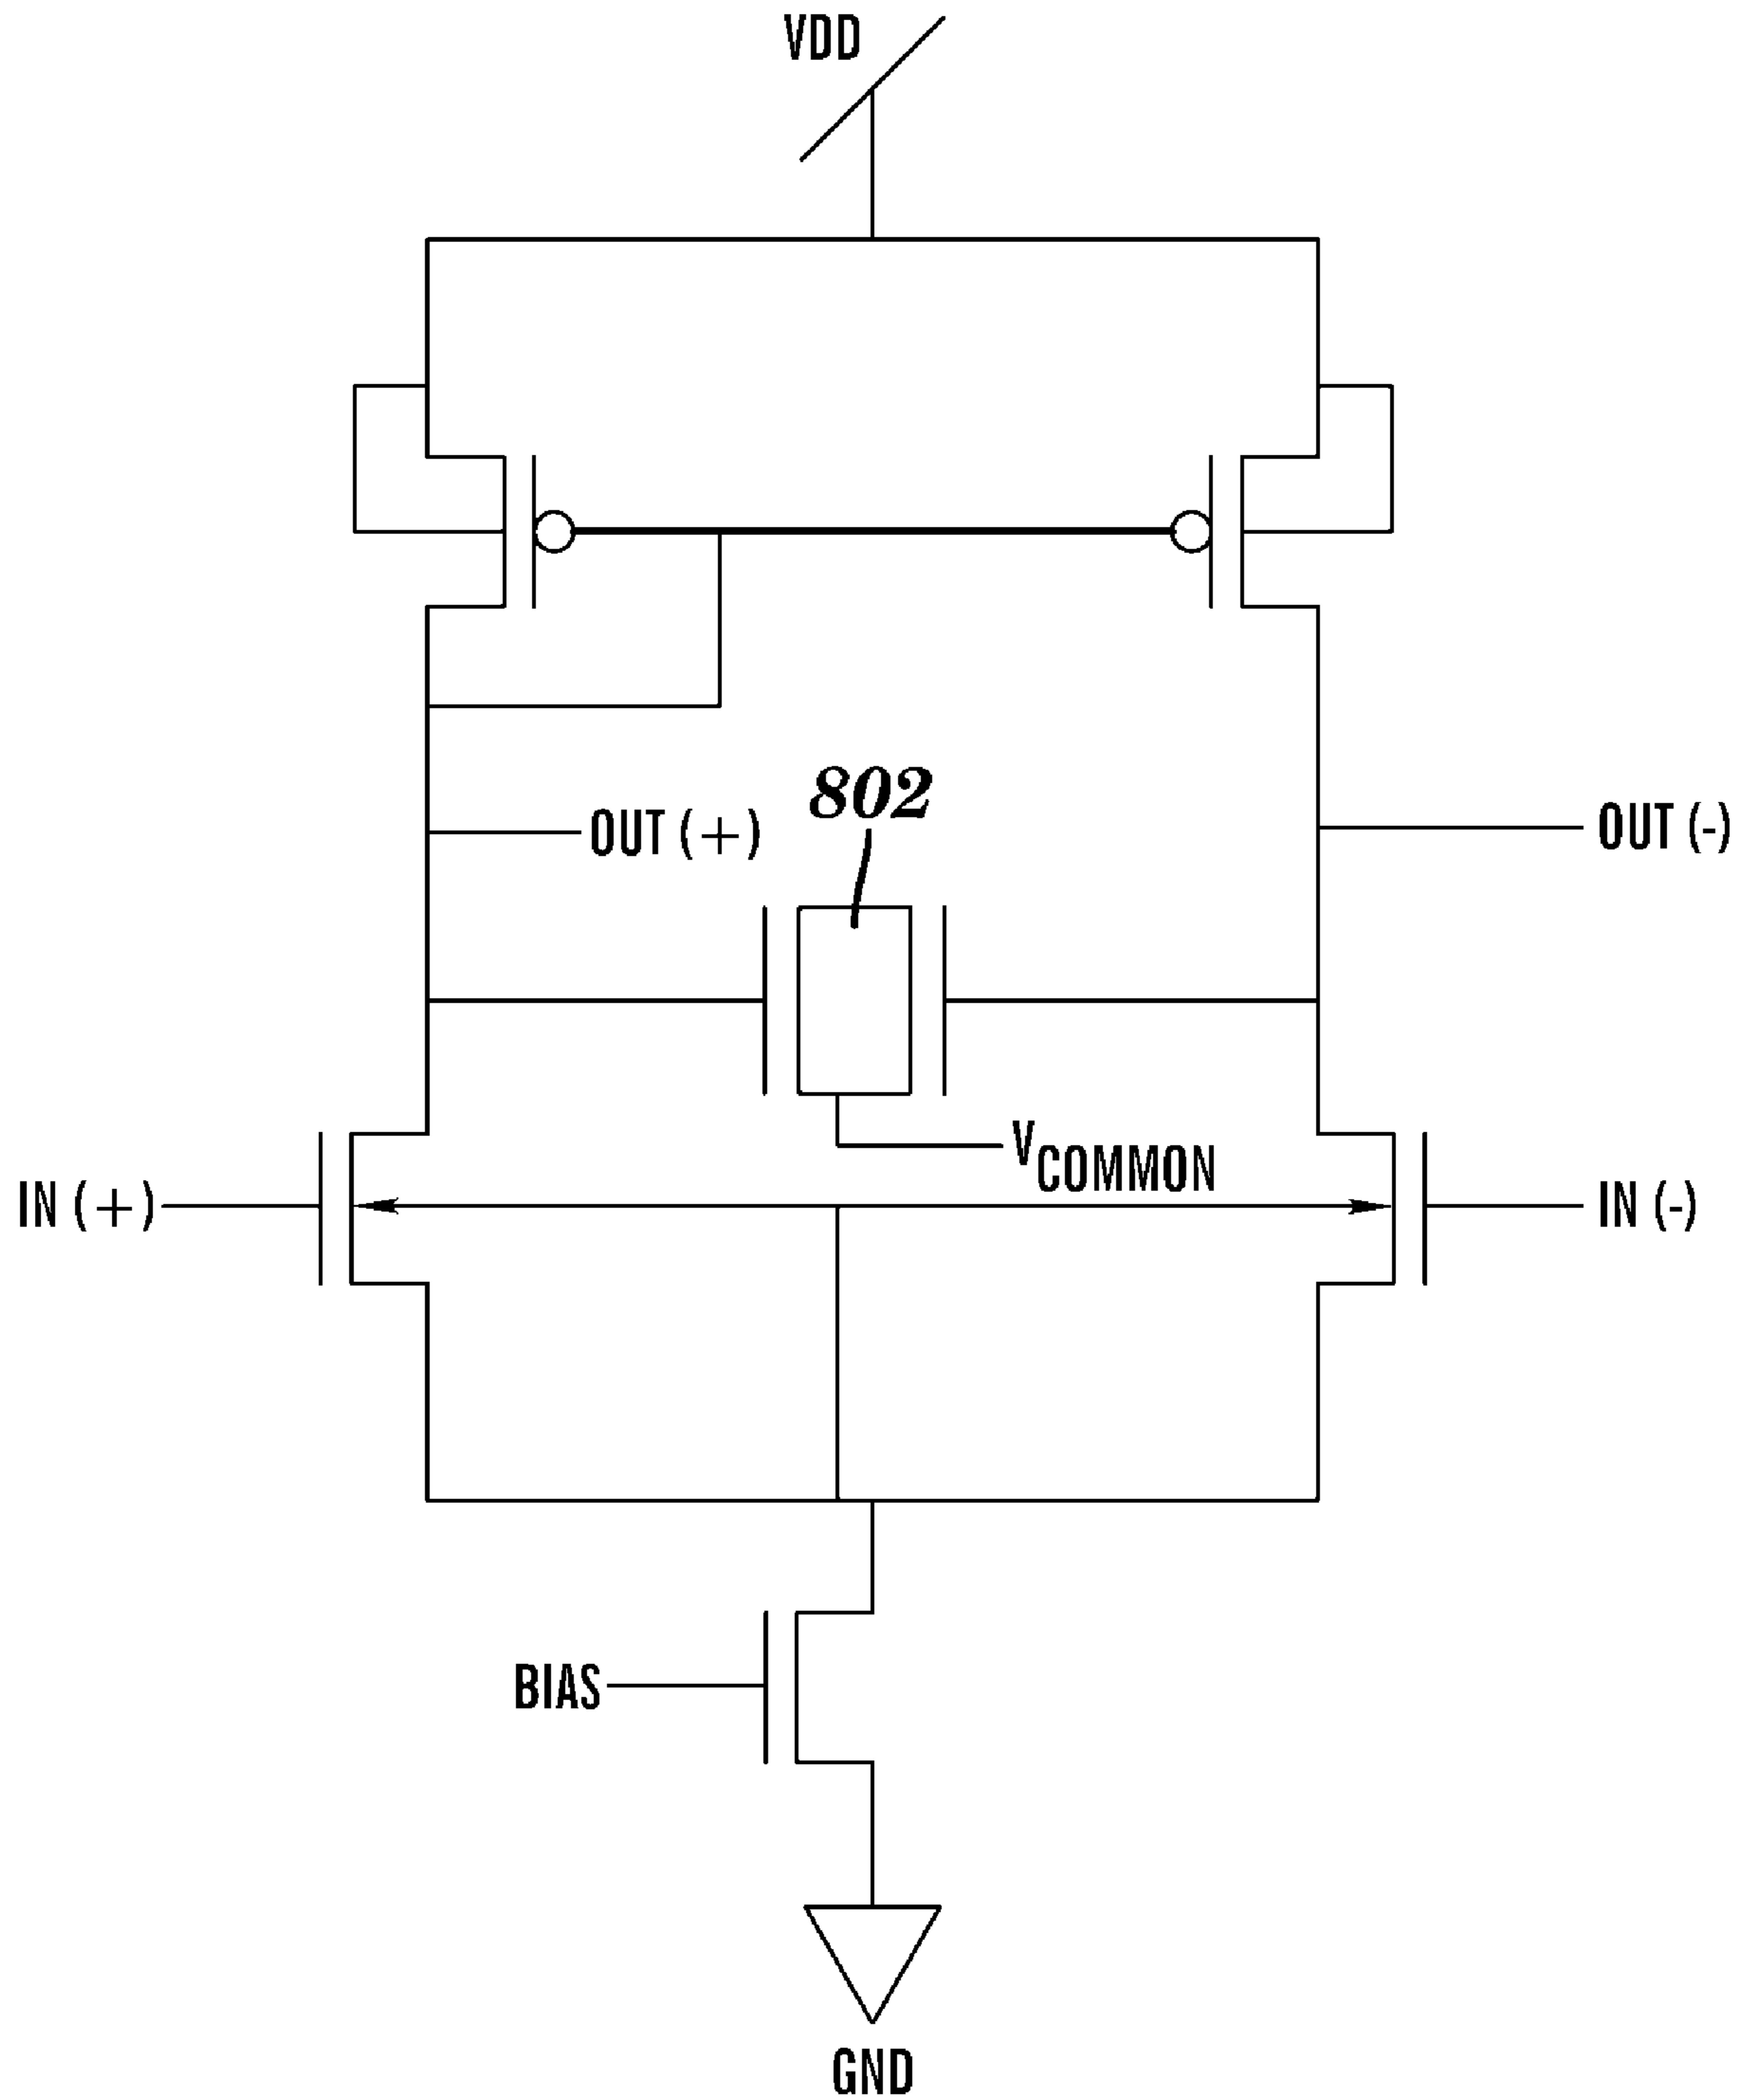 VDD
802
OUT (+)
OUT (-)
VCOMMON
IN (+)
IN (-)
BIAS
GND